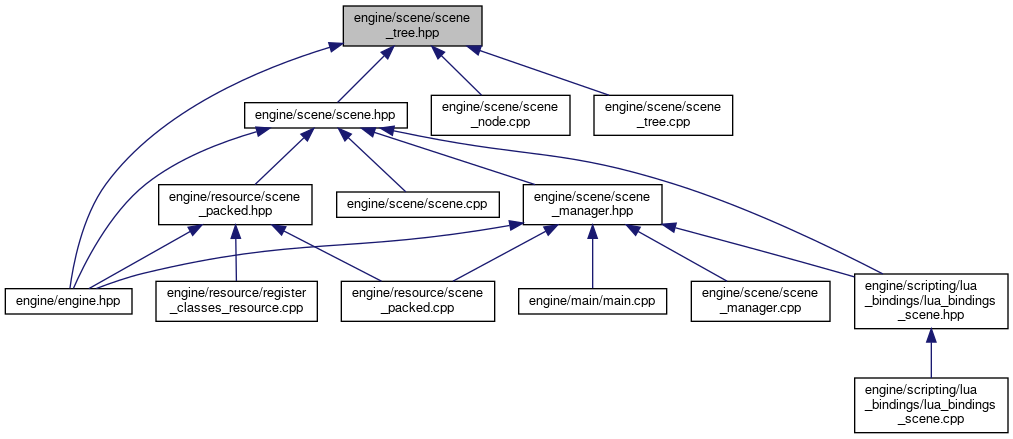 engine/scene/scene
_tree.hpp
engine/scene/scene.hpp
engine/scene/scene
_node.cpp
engine/scene/scene
_tree.cpp
engine/resource/scene
_packed.hpp
engine/scene/scene.cpp
engine/scene/scene
_manager.hpp
engine/engine.hpp
engine/resource/register
_classes_resource.cpp
engine/resource/scene
_packed.cpp
engine/main/main.cpp
engine/scene/scene
_manager.cpp
engine/scripting/lua
_bindings/lua_bindings
_scene.hpp
engine/scripting/lua
_bindings/lua_bindings
_scene.cpp